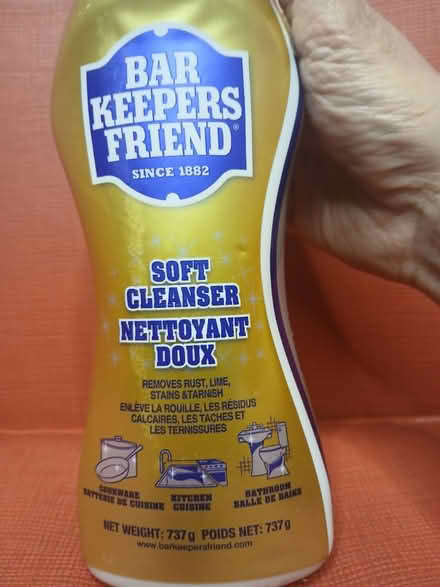 BAR
KEEPERS
FRIEND®
SINCE 1882
SOFT
CLEANSER
NETTOYANT
DOUX
REMOVES RUST, LIME,
STAINS & TARNISH
ENLÈVE LA ROUILLE, LES RÉSIDUS
CALCAIRES, LES TACHES ET
LES TERNISSURES
COOKWARE
BATTERIE DE CUISINE
KITCHEN
CUISINE
BATHROOM
SALLE DE BAINS
NET WEIGHT: 737 g POIDS NET: 737 g
www.barkeepersfriend.com